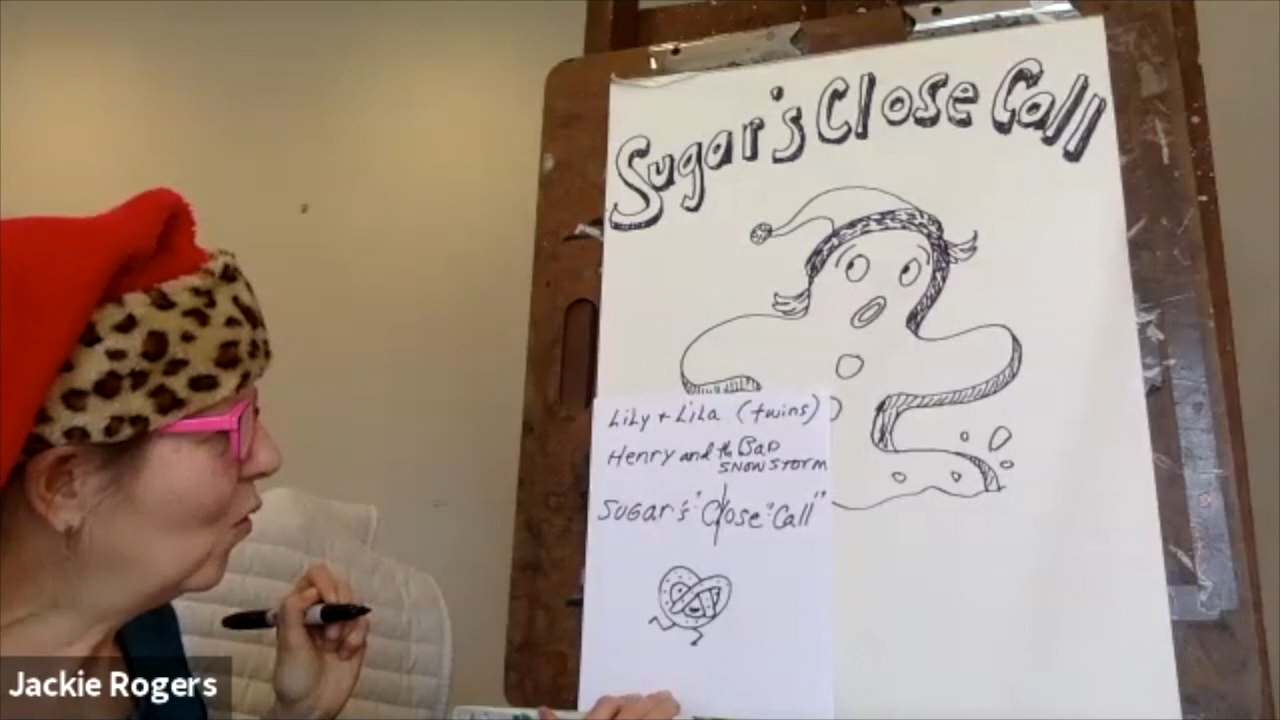 Sugar's Close Call
Lily + Lila (twins)
Henry and the Bad
SNOWSTORM
SUGar's "Close "Call"
Jackie Rogers